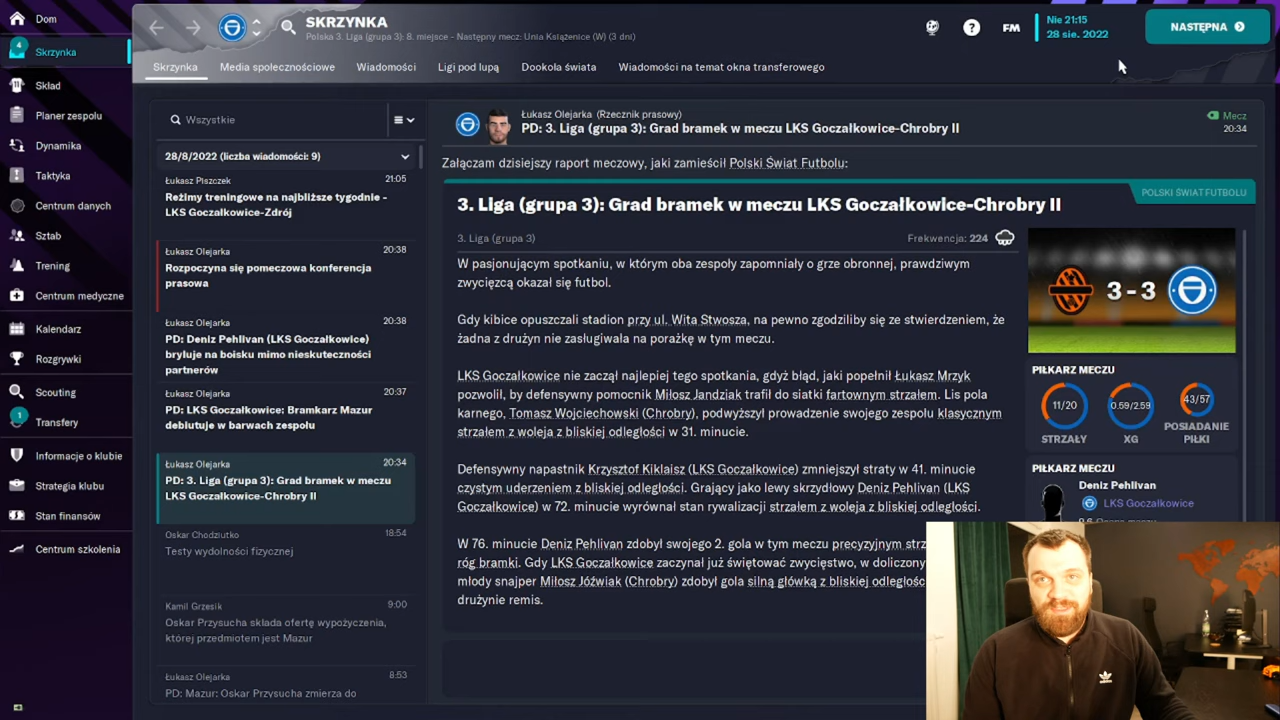 Dom
4
Skrzynka
Skład
Planer zespołu
Dynamika
Taktyka
Centrum danych
Sztab
Trening
Centrum medyczne
Kalendarz
Rozgrywki
Scouting
1
Transfery
Informacje o klubie
Strategia klubu
Stan finansów
Centrum szkolenia
SKRZYNKA
Polska 3. Liga (grupa 3): 8. miejsce - Następny mecz: Unia Książenice (W) (3 dni)
?
FM
Nie 21:15
28 sie. 2022
NASTĘPNA
Skrzynka
Media społecznościowe
Wiadomości
Ligi pod lupą
Dookoła świata
Wiadomości na temat okna transferowego
Wszystkie
28/8/2022 (liczba wiadomości: 9)
Łukasz Piszczek 21:05
Reżimy treningowe na najbliższe tygodnie -
LKS Goczałkowice-Zdrój
Łukasz Olejarka 20:38
Rozpoczyna się pomeczowa konferencja
prasowa
Łukasz Olejarka 20:38
PD: Deniz Pehlivan (LKS Goczałkowice)
bryluje na boisku mimo nieskuteczności
partnerów
Łukasz Olejarka 20:37
PD: LKS Goczałkowice: Bramkarz Mazur
debiutuje w barwach zespołu
Łukasz Olejarka 20:34
PD: 3. Liga (grupa 3): Grad bramek w meczu
LKS Goczałkowice-Chrobry II
Oskar Chodziutko 18:54
Testy wydolności fizycznej
Kamil Grzesik 9:00
Oskar Przysucha składa ofertę wypożyczenia,
której przedmiotem jest Mazur
Łukasz Olejarka 8:53
PD: Mazur: Oskar Przysucha zmierza do
Łukasz Olejarka (Rzecznik prasowy)
PD: 3. Liga (grupa 3): Grad bramek w meczu LKS Goczałkowice-Chrobry II
Mecz
20:34
Załączam dzisiejszy raport meczowy, jaki zamieścił Polski Świat Futbolu:
POLSKI ŚWIAT FUTBOLU
3. Liga (grupa 3): Grad bramek w meczu LKS Goczałkowice-Chrobry II
3. Liga (grupa 3)
Frekwencja: 224
W pasjonującym spotkaniu, w którym oba zespoły zapomniały o grze obronnej, prawdziwym
zwycięzcą okazał się futbol.
Gdy kibice opuszczali stadion przy ul. Wita Stwosza, na pewno zgodziliby się ze stwierdzeniem, że
żadna z drużyn nie zasługiwała na porażkę w tym meczu.
LKS Goczałkowice nie zaczął najlepiej tego spotkania, gdyż błąd, jaki popełnił Łukasz Mrzyk
pozwolił, by defensywny pomocnik Miłosz Jandziak trafił do siatki fartownym strzałem. Lis pola
karnego, Tomasz Wojciechowski (Chrobry), podwyższył prowadzenie swojego zespołu klasycznym
strzałem z woleja z bliskiej odległości w 31. minucie.
Defensywny napastnik Krzysztof Kiklaisz (LKS Goczałkowice) zmniejszył straty w 41. minucie
czystym uderzeniem z bliskiej odległości. Grający jako lewy skrzydłowy Deniz Pehlivan (LKS
Goczałkowice) w 72. minucie wyrównał stan rywalizacji strzałem z woleja z bliskiej odległości.
W 76. minucie Deniz Pehlivan zdobył swojego 2. gola w tym meczu precyzyjnym strz
róg bramki. Gdy LKS Goczałkowice zaczynał już świętować zwycięstwo, w doliczony
młody snajper Miłosz Jóźwiak (Chrobry) zdobył gola silną główką z bliskiej odległośc
drużynie remis.
3 - 3
PIŁKARZ MECZU
11/20
0.59/2.59
43/57
STRZAŁY
XG
POSIADANIE
PIŁKI
PIŁKARZ MECZU
Deniz Pehlivan
LKS Goczałkowice